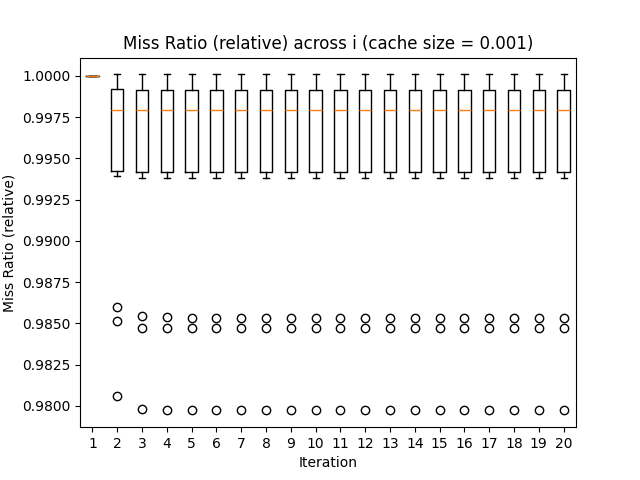 Miss Ratio (relative) across i (cache size = 0.001)
Miss Ratio (relative)
1.0000
0.9975
0.9950
0.9925
0.9900
0.9875
0.9850
0.9825
0.9800
1 2 3 4 5 6 7 8 9 10 11 12 13 14 15 16 17 18 19 20
Iteration